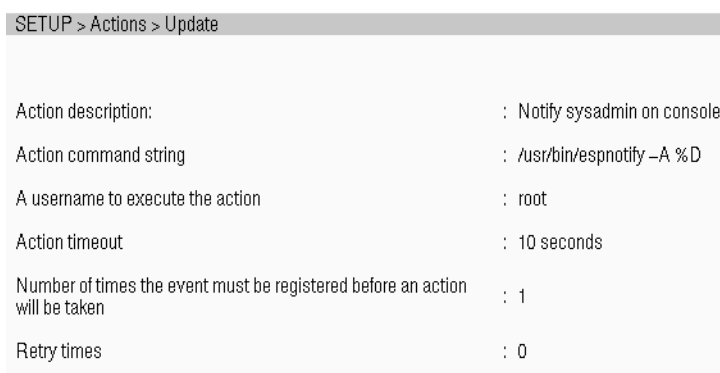 SETUP > Actions > Update
Action description: : Notify sysadmin on console
Action command string : /usr/bin/espnotify –A %D
A username to execute the action : root
Action timeout : 10 seconds
Number of times the event must be registered before an action
will be taken : 1
Retry times : 0